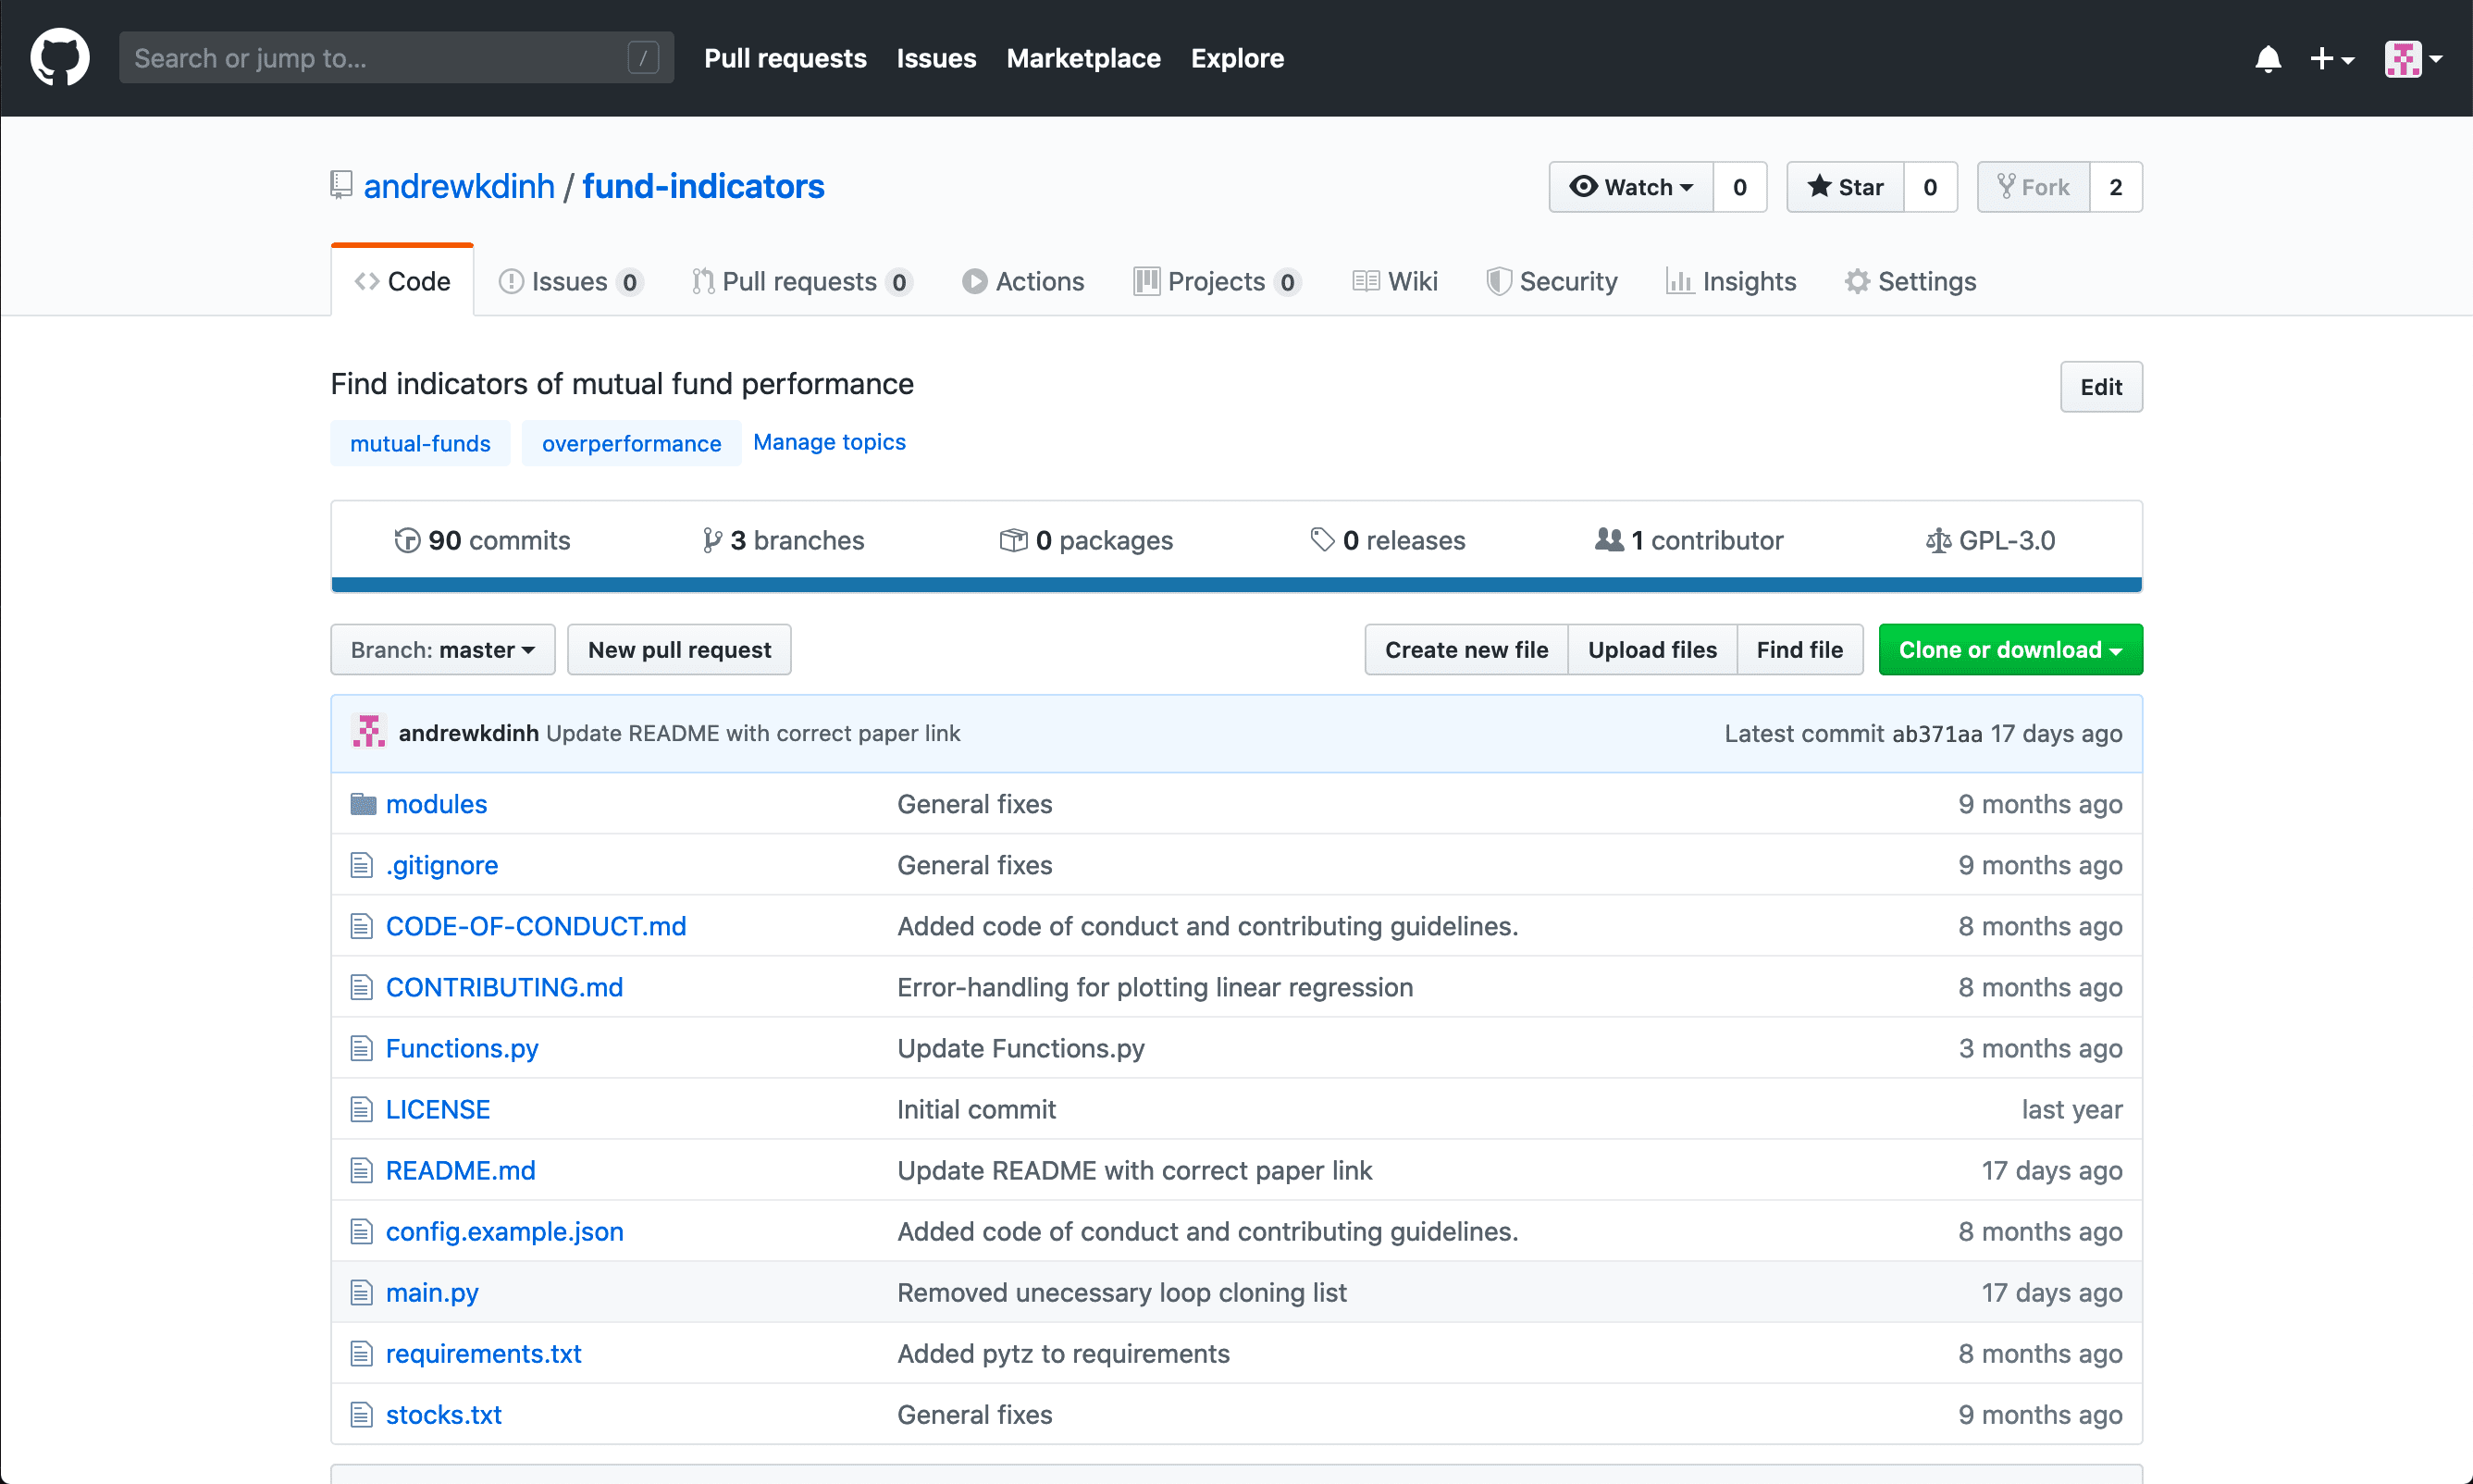 Search or jump to... /
Pull requests Issues Marketplace Explore
andrewkdinh / fund-indicators
Watch 0 Star 0 Fork 2
Code Issues 0 Pull requests 0 Actions Projects 0 Wiki Security Insights Settings
Find indicators of mutual fund performance
Edit
mutual-funds overperformance Manage topics
90 commits 3 branches 0 packages 0 releases 1 contributor GPL-3.0
Branch: master New pull request Create new file Upload files Find file Clone or download
andrewkdinh Update README with correct paper link Latest commit ab371aa 17 days ago
modules General fixes 9 months ago
.gitignore General fixes 9 months ago
CODE-OF-CONDUCT.md Added code of conduct and contributing guidelines. 8 months ago
CONTRIBUTING.md Error-handling for plotting linear regression 8 months ago
Functions.py Update Functions.py 3 months ago
LICENSE Initial commit last year
README.md Update README with correct paper link 17 days ago
config.example.json Added code of conduct and contributing guidelines. 8 months ago
main.py Removed unecessary loop cloning list 17 days ago
requirements.txt Added pytz to requirements 8 months ago
stocks.txt General fixes 9 months ago